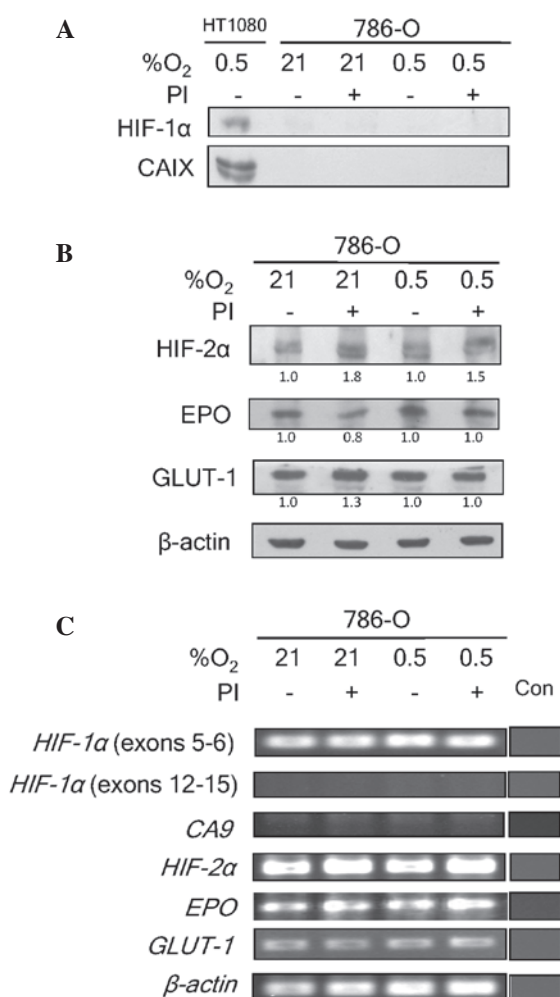 A
HT1080 786-O
%O₂ 0.5 21 21 0.5 0.5
PI - - + - +
HIF-1α
CAIX
B
786-O
%O₂ 21 21 0.5 0.5
PI - + - +
HIF-2α
1.0 1.8 1.0 1.5
EPO
1.0 0.8 1.0 1.0
GLUT-1
1.0 1.3 1.0 1.0
β-actin
C
786-O
%O₂ 21 21 0.5 0.5
PI - + - + Con
HIF-1α (exons 5-6)
HIF-1α (exons 12-15)
CA9
HIF-2α
EPO
GLUT-1
β-actin